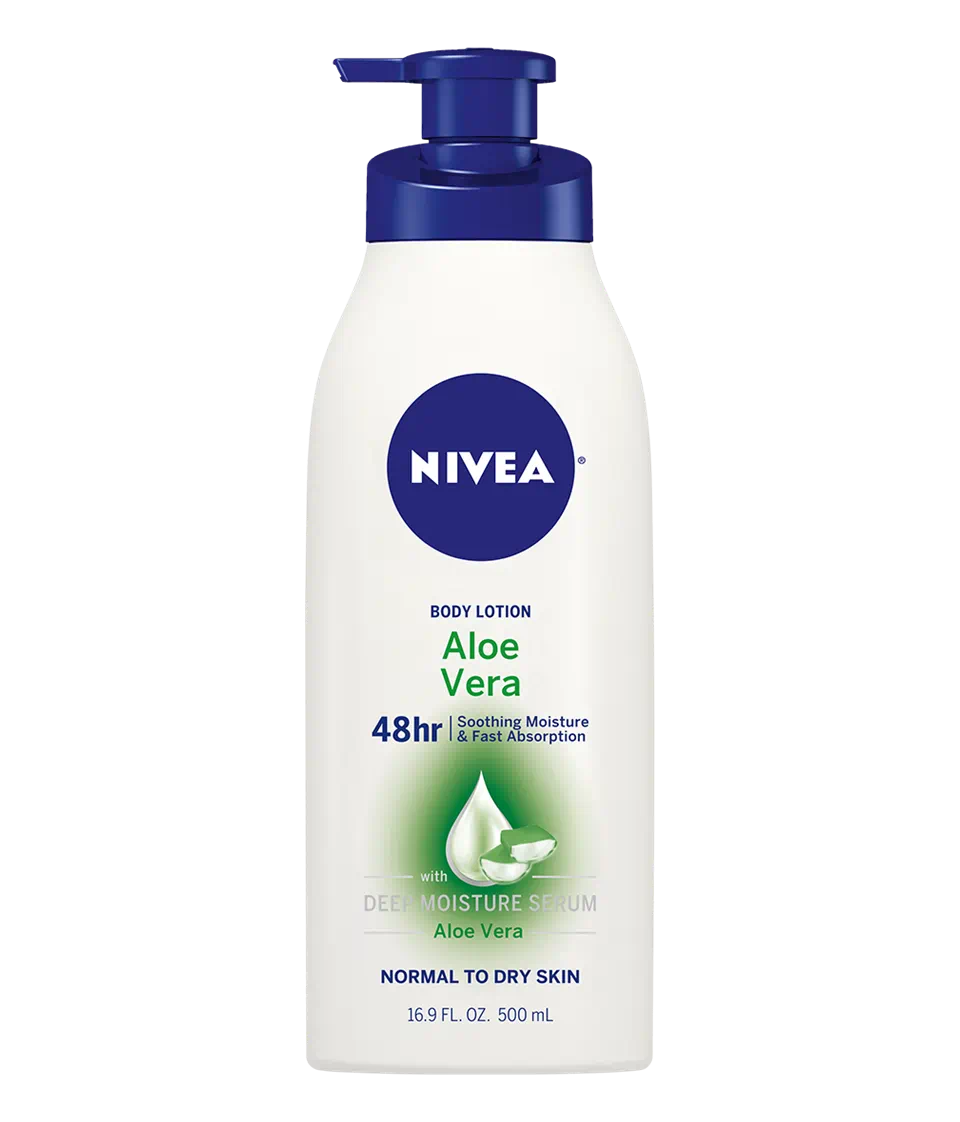 NIVEA®
BODY LOTION
Aloe
Vera
48hr
Soothing Moisture
& Fast Absorption
with
DEEP MOISTURE SERUM
Aloe Vera
NORMAL TO DRY SKIN
16.9 FL. OZ. 500 mL